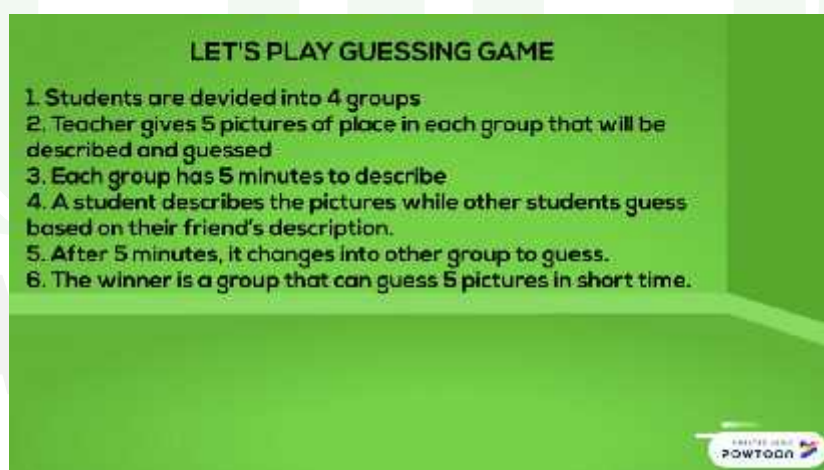 LET'S PLAY GUESSING GAME
1. Students are devided into 4 groups
2. Teacher gives 5 pictures of place in each group that will be
described and guessed
3. Each group has 5 minutes to describe
4. A student describes the pictures while other students guess
based on their friend's description.
5. After 5 minutes, it changes into other group to guess.
6. The winner is a group that can guess 5 pictures in short time.
POWTOON